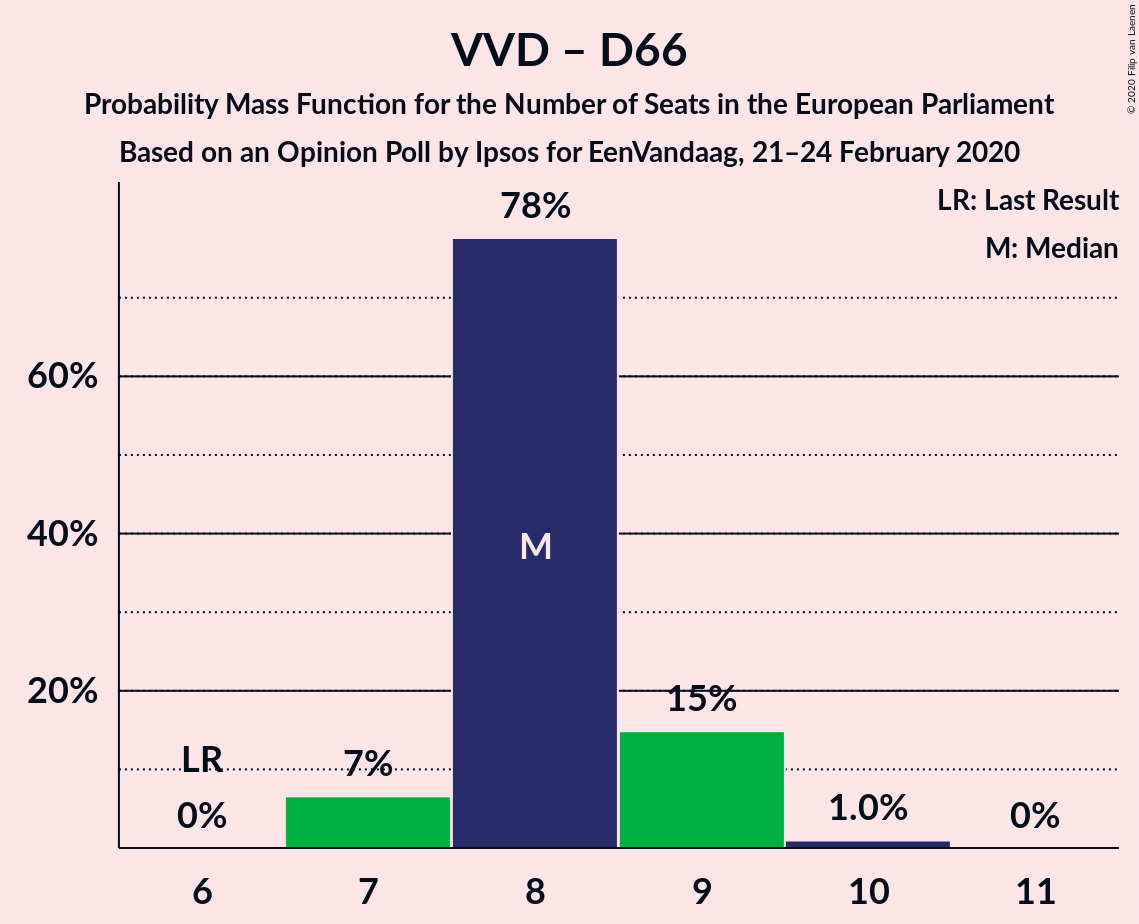 VVD – D66
Probability Mass Function for the Number of Seats in the European Parliament
Based on an Opinion Poll by Ipsos for EenVandaag, 21–24 February 2020
© 2020 Filip van Laenen
LR: Last Result
M: Median
78%
60%
40%
M
20%
15%
LR
7%
0%
1.0%
0%
6 7 8 9 10 11